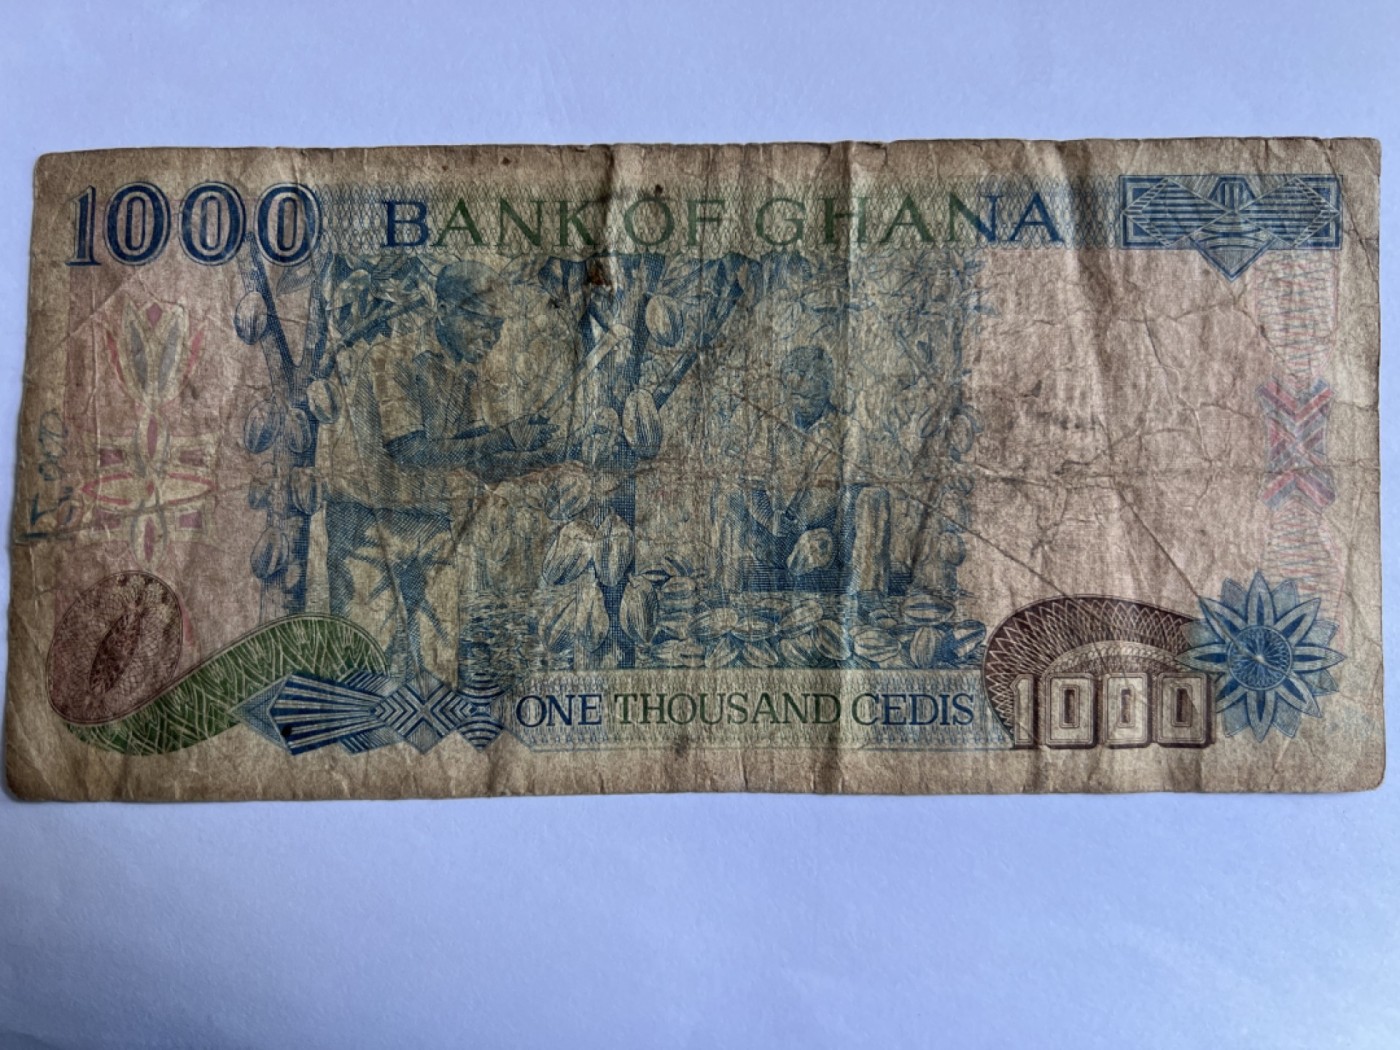 1000
BANK OF GHANA
ONE THOUSAND CEDIS
1000